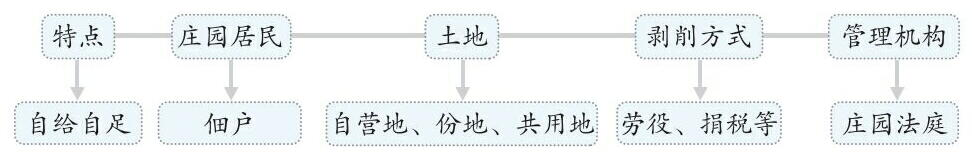 特点 庄园居民 土地 剥削方式 管理机构
自给自足 佃户 自营地、份地、共用地 劳役、捐税等 庄园法庭